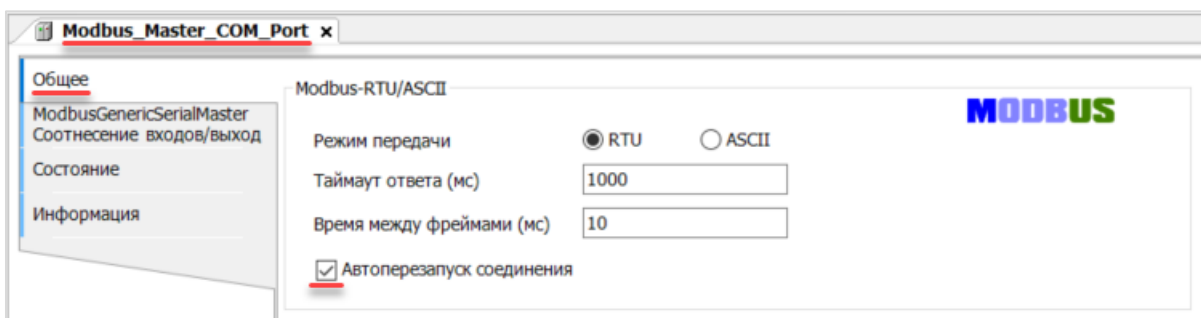 Modbus_Master_COM_Port x
Общее
ModbusGenericSerialMaster
Соотнесение входов/выход
Состояние
Информация
Modbus-RTU/ASCII
MODBUS
Режим передачи RTU ASCII
Таймаут ответа (мс) 1000
Время между фреймами (мс) 10
Автоперезапуск соединения